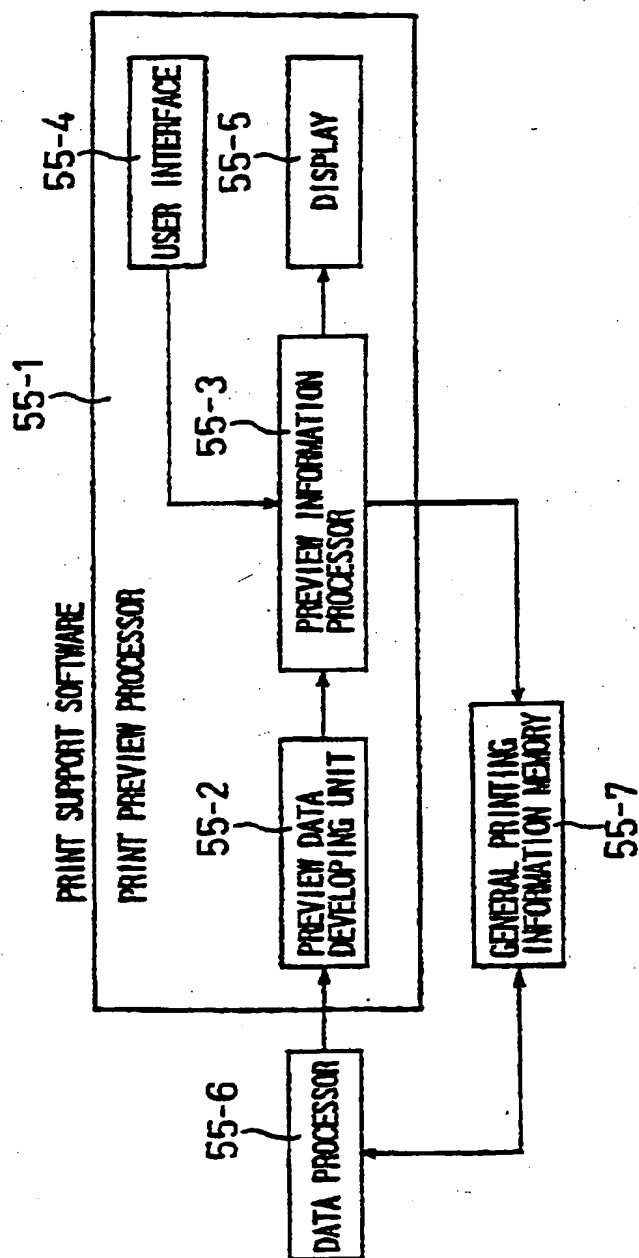 PRINT SUPPORT SOFTWARE
55-1
PRINT PREVIEW PROCESSOR
55-4
USER INTERFACE
55-6
DATA PROCESSOR
55-2
PREVIEW DATA
DEVELOPING UNIT
55-3
PREVIEW INFORMATION
PROCESSOR
55-5
DISPLAY
GENERAL PRINTING
INFORMATION MEMORY
55-7